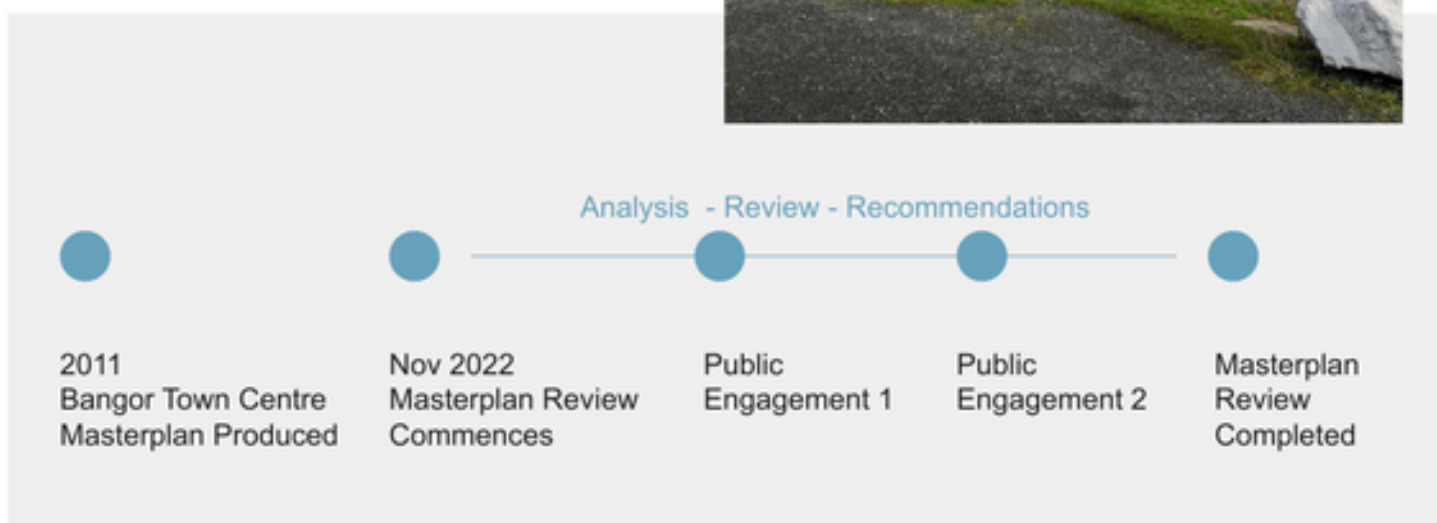 Analysis - Review - Recommendations
2011
Bangor Town Centre
Masterplan Produced
Nov 2022
Masterplan Review
Commences
Public
Engagement 1
Public
Engagement 2
Masterplan
Review
Completed